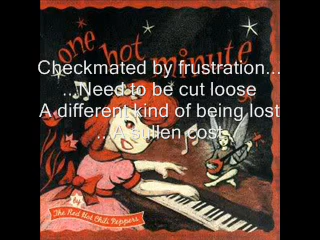 one hot minute
Checkmated by frustration...
...Need to be cut loose
A different kind of being lost
...A sullen cost
by
The Red Hot Chili Peppers